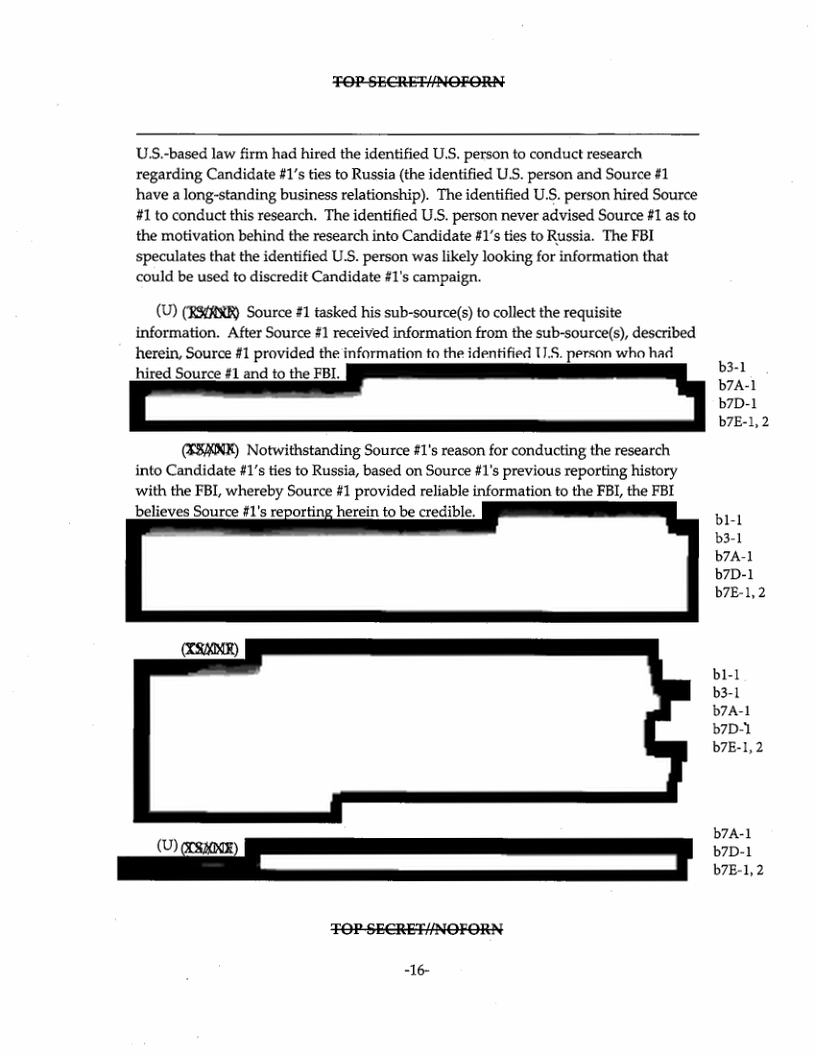 TOP SECRET//NOFORN
U.S.-based law firm had hired the identified U.S. person to conduct research
regarding Candidate #1's ties to Russia (the identified U.S. person and Source #1
have a long-standing business relationship). The identified U.S. person hired Source
#1 to conduct this research. The identified U.S. person never advised Source #1 as to
the motivation behind the research into Candidate #1's ties to Russia. The FBI
speculates that the identified U.S. person was likely looking for information that
could be used to discredit Candidate #1's campaign.
(U) Source #1 tasked his sub-source(s) to collect the requisite
information. After Source #1 received information from the sub-source(s), described
herein, Source #1 provided the information to the identified U.S. person who had
hired Source #1 and to the FBI.
b3-1
b7A-1
b7D-1
b7E-1, 2
Notwithstanding Source #1's reason for conducting the research
into Candidate #1's ties to Russia, based on Source #1's previous reporting history
with the FBI, whereby Source #1 provided reliable information to the FBI, the FBI
believes Source #1's reporting herein to be credible.
b1-1
b3-1
b7A-1
b7D-1
b7E-1, 2
b1-1
b3-1
b7A-1
b7D-1
b7E-1, 2
(U)
b7A-1
b7D-1
b7E-1, 2
TOP SECRET//NOFORN
-16-